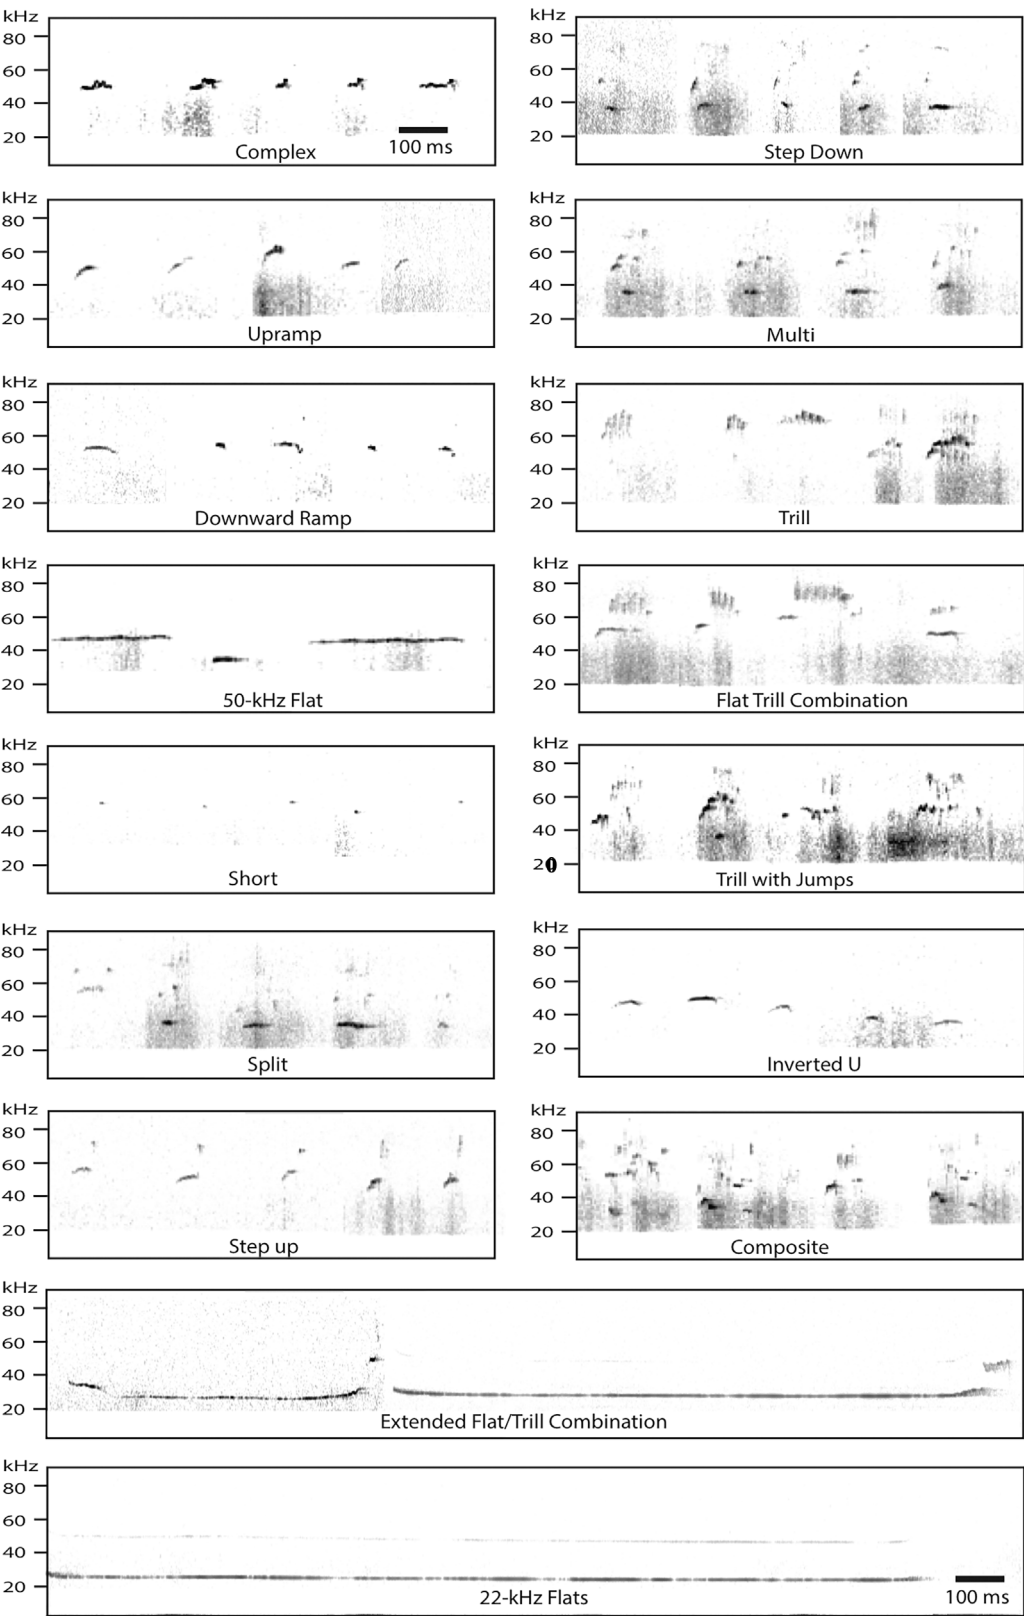 kHz
80
60
40
20
Complex
100 ms
kHz
80
60
40
20
Step Down
kHz
80
60
40
20
Upramp
kHz
80
60
40
20
Multi
kHz
80
60
40
20
Downward Ramp
kHz
80
60
40
20
Trill
kHz
80
60
40
20
50-kHz Flat
kHz
80
60
40
20
Flat Trill Combination
kHz
80
60
40
20
Short
kHz
80
60
40
20
Trill with Jumps
kHz
80
60
40
20
Split
kHz
80
60
40
20
Inverted U
kHz
80
60
40
20
Step up
kHz
80
60
40
20
Composite
kHz
80
60
40
20
Extended Flat/Trill Combination
kHz
80
60
40
20
22-kHz Flats
100 ms